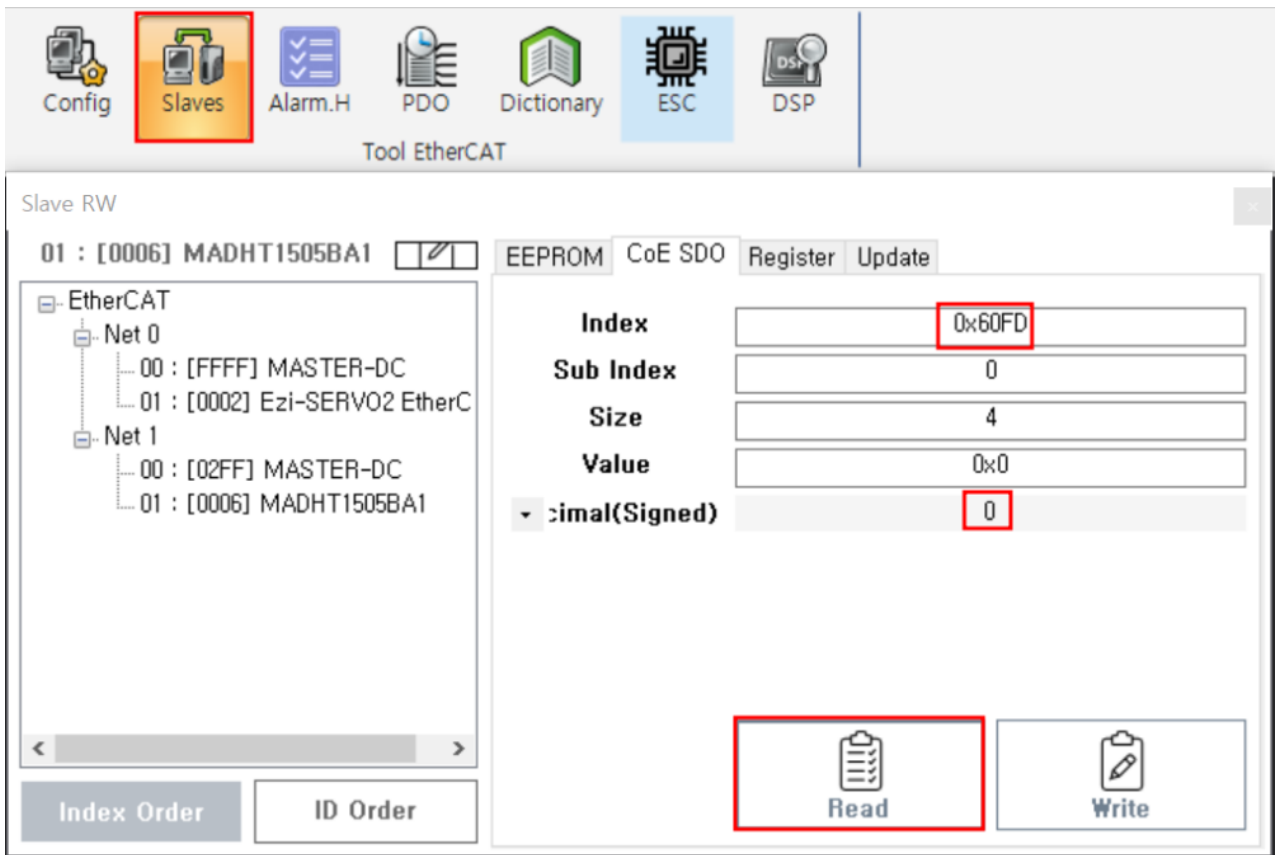 Config
Slaves
Alarm.H
PDO
Dictionary
ESC
DSP
DSP
Tool EtherCAT
Slave RW
01 : [0006] MADHT1505BA1
EtherCAT
Net 0
00 : [FFFF] MASTER-DC
01 : [0002] Ezi-SERVO2 EtherC
Net 1
00 : [02FF] MASTER-DC
01 : [0006] MADHT1505BA1
Index Order
ID Order
EEPROM
CoE SDO
Register
Update
Index
0x60FD
Sub Index
0
Size
4
Value
0x0
cimal(Signed)
0
Read
Write